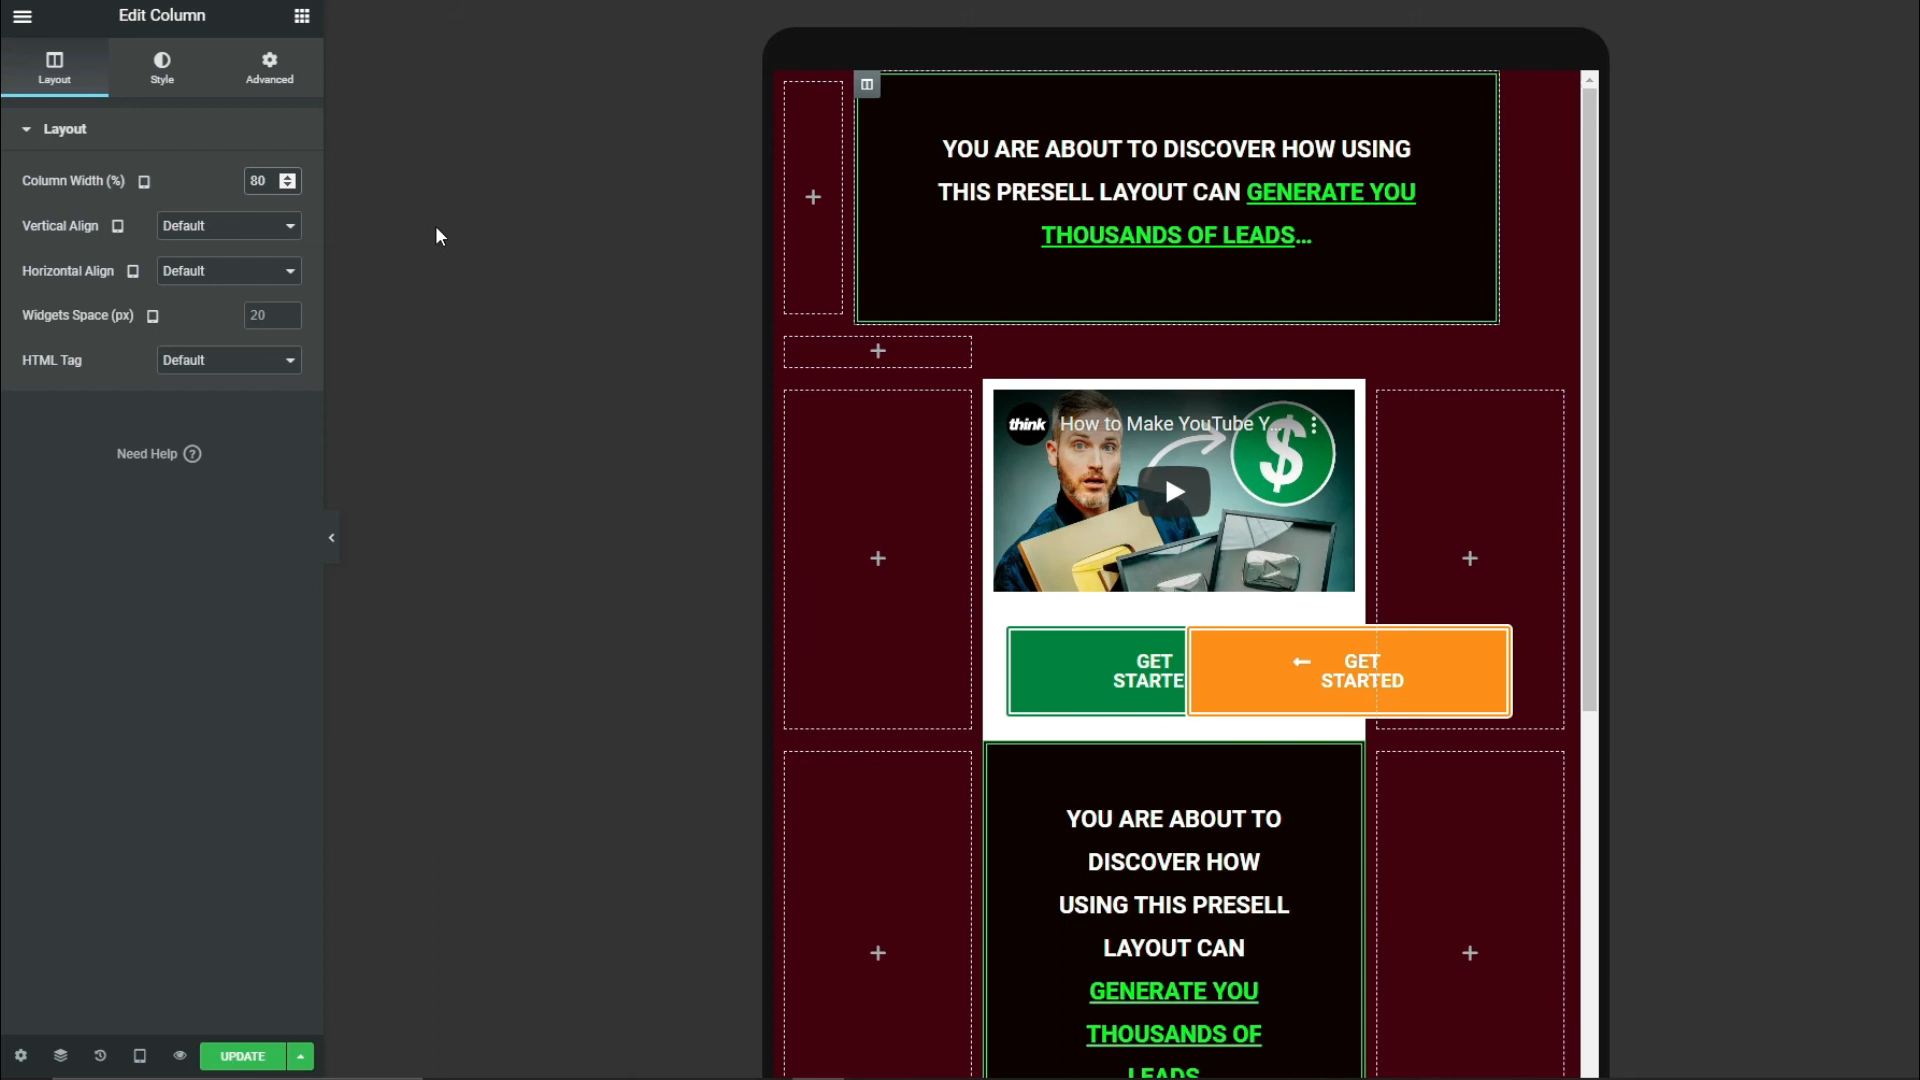 Edit Column
Layout
Style
Advanced
Layout
Column Width (%)
80
Vertical Align
Default
Horizontal Align
Default
Widgets Space (px)
20
HTML Tag
Default
Need Help ?
UPDATE
YOU ARE ABOUT TO DISCOVER HOW USING
THIS PRESELL LAYOUT CAN GENERATE YOU
THOUSANDS OF LEADS...
think
How to Make YouTube Y...
$
GET
STARTE
GET
STARTED
YOU ARE ABOUT TO
DISCOVER HOW
USING THIS PRESELL
LAYOUT CAN
GENERATE YOU
THOUSANDS OF
LEADS